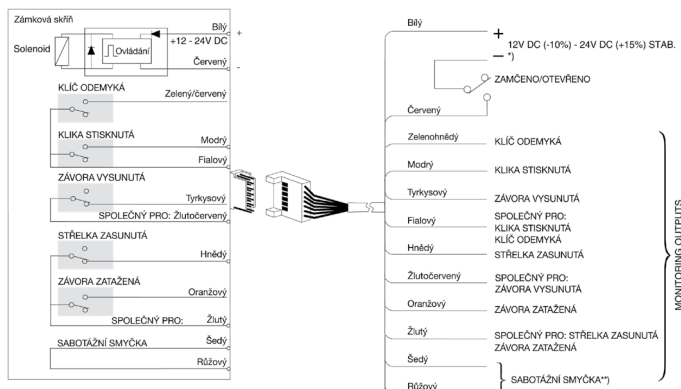 Zámková skříň
Solenoid
Ovládání
Bílý
+
+12 - 24V DC
Červený
-
KLÍČ ODEMYKÁ
Zelený/červený
KLIKA STISKNUTÁ
Modrý
Fialový
ZÁVORA VYSUNUTÁ
Tyrkysový
SPOLEČNÝ PRO: Žlutočervený
STŘELKA ZASUNUTÁ
Hnědý
ZÁVORA ZATAŽENÁ
Oranžový
SPOLEČNÝ PRO: Žlutý
SABOTÁŽNÍ SMYČKA
Šedý
Růžový
Bílý
+
12V DC (-10%) - 24V DC (+15%) STAB.
— *)
ZAMČENO/OTEVŘENO
Červený
Zelenohnědý
KLÍČ ODEMYKÁ
Modrý
KLIKA STISKNUTÁ
Tyrkysový
ZÁVORA VYSUNUTÁ
Fialový
SPOLEČNÝ PRO:
KLIKA STISKNUTÁ
KLÍČ ODEMYKÁ
Hnědý
STŘELKA ZASUNUTÁ
Žlutočervený
SPOLEČNÝ PRO:
ZÁVORA VYSUNUTÁ
Oranžový
ZÁVORA ZATAŽENÁ
Žlutý
SPOLEČNÝ PRO: STŘELKA ZASUNUTÁ
ZÁVORA ZATAŽENÁ
Šedý
SABOTÁŽNÍ SMYČKA**)
Růžový
MONITORING OUTPUTS